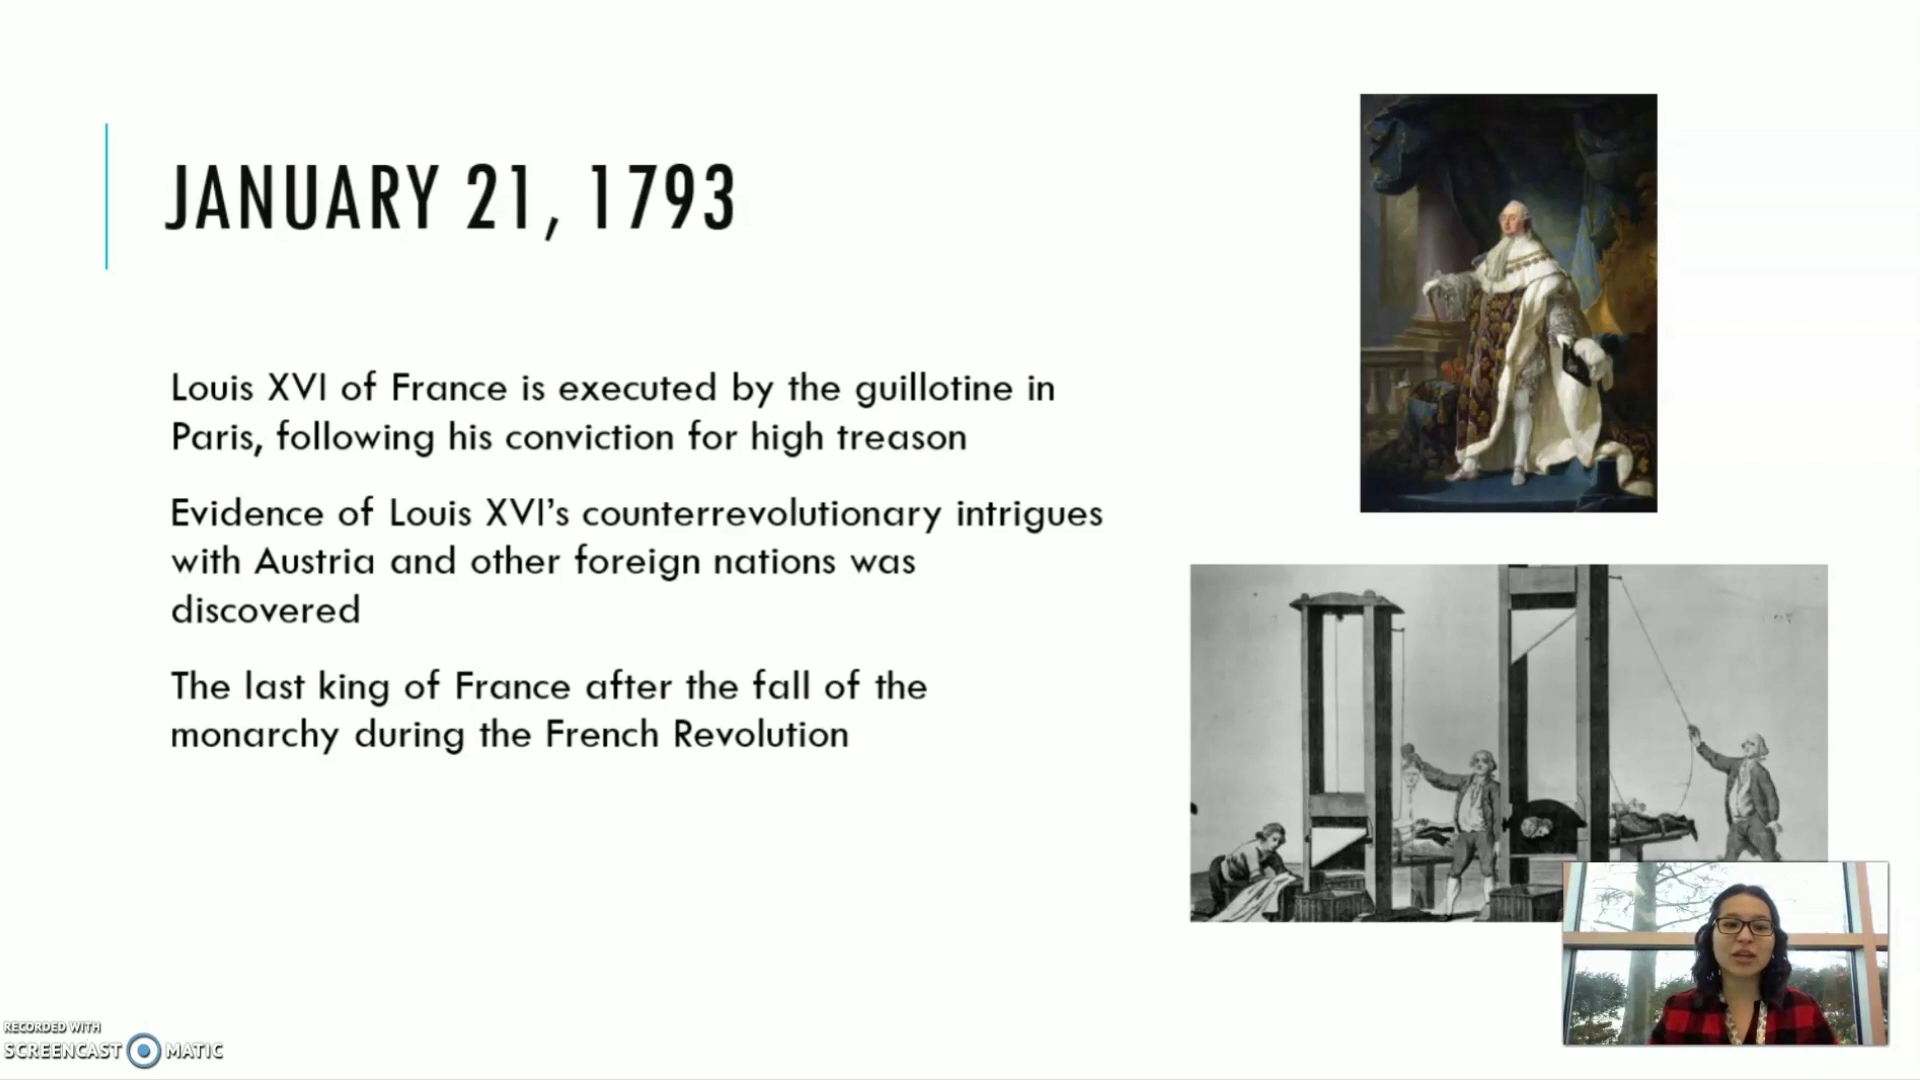 JANUARY 21, 1793
Louis XVI of France is executed by the guillotine in
Paris, following his conviction for high treason
Evidence of Louis XVI’s counterrevolutionary intrigues
with Austria and other foreign nations was
discovered
The last king of France after the fall of the
monarchy during the French Revolution
RECORDED WITH
SCREENCAST MATIC